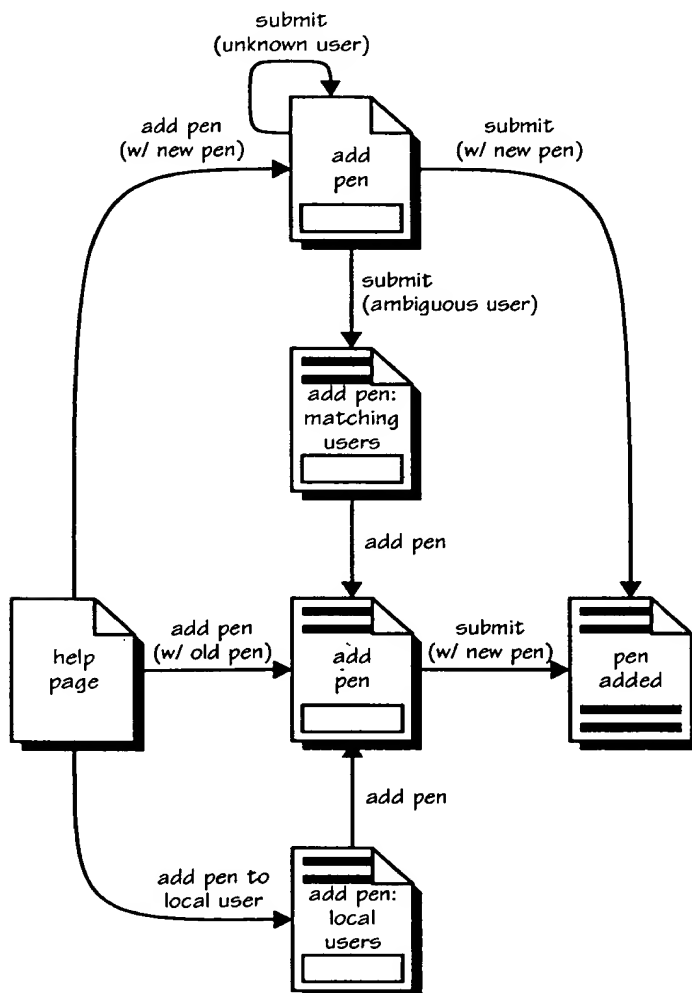 submit
(unknown user)
add pen
(w/ new pen)
submit
(w/ new pen)
add
pen
submit
(ambiguous user)
add pen:
matching
users
add pen
help
page
add pen
(w/ old pen)
add
pen
submit
(w/ new pen)
pen
added
add pen
add pen to
local user
add pen:
local
users